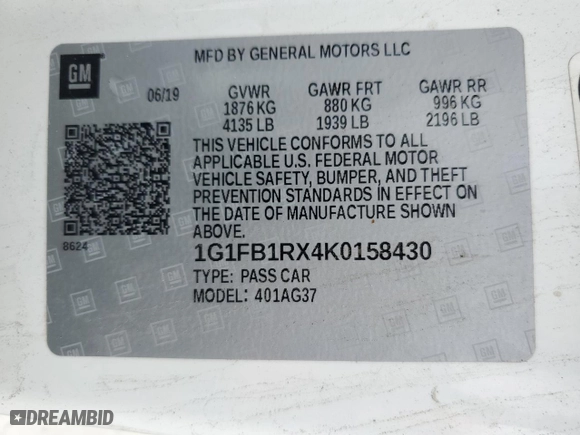 MFD BY GENERAL MOTORS LLC
GM
06/19 GVWR GAWR FRT GAWR RR
1876 KG 880 KG 996 KG
4135 LB 1939 LB 2196 LB
THIS VEHICLE CONFORMS TO ALL
APPLICABLE U.S. FEDERAL MOTOR
VEHICLE SAFETY, BUMPER, AND THEFT
PREVENTION STANDARDS IN EFFECT ON
THE DATE OF MANUFACTURE SHOWN
ABOVE.
8624
1G1FB1RX4K0158430
TYPE: PASS CAR
MODEL: 401AG37
DREAMBID